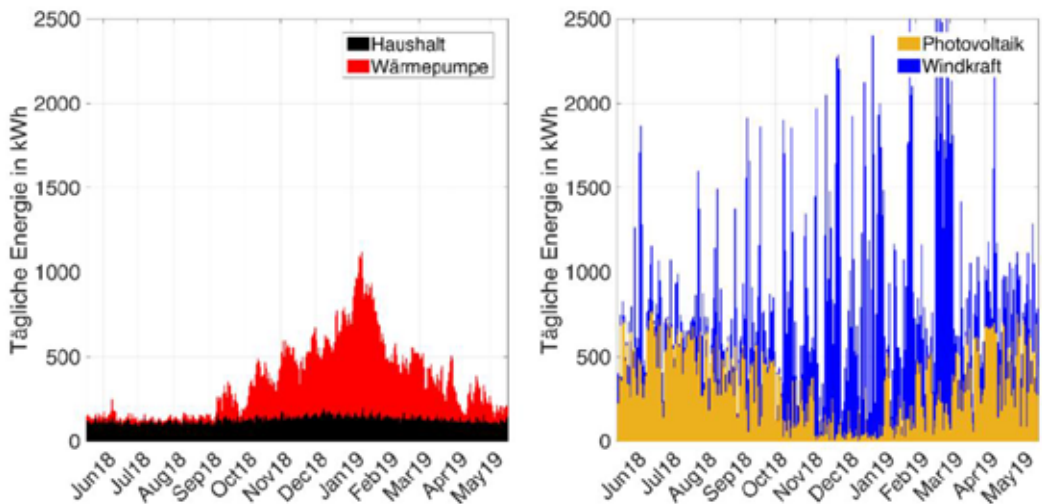 Tägliche Energie in kWh
2500
2000
1500
1000
500
0
Haushalt
Wärmepumpe
Jun18
Jul18
Aug18
Sep18
Oct18
Nov18
Dec18
Jan19
Feb19
Mar19
Apr19
May19
Tägliche Energie in kWh
2500
2000
1500
1000
500
0
Photovoltaik
Windkraft
Jun18
Jul18
Aug18
Sep18
Oct18
Nov18
Dec18
Jan19
Feb19
Mar19
Apr19
May19